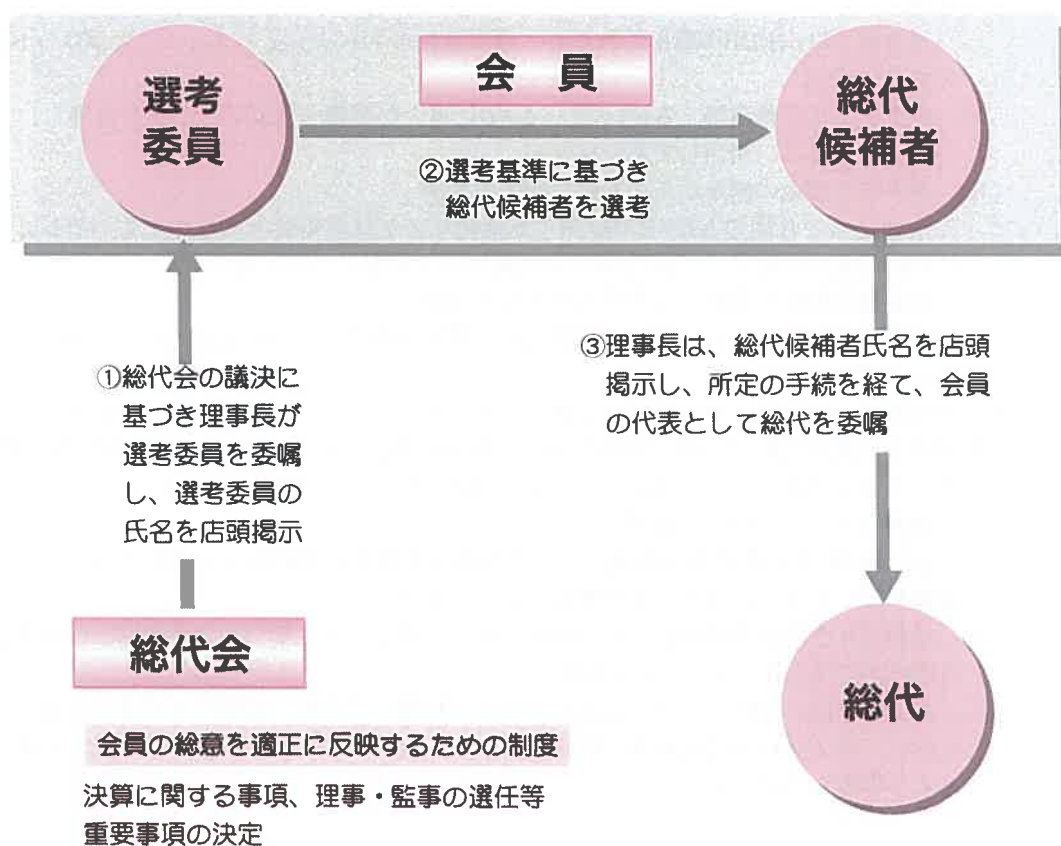 選考
委員
会 員
総代
候補者
②選考基準に基づき
総代候補者を選考
①総代会の議決に
基づき理事長が
選考委員を委嘱
し、選考委員の
氏名を店頭掲示
③理事長は、総代候補者氏名を店頭
掲示し、所定の手続を経て、会員
の代表として総代を委嘱
総代会
総代
会員の総意を適正に反映するための制度
決算に関する事項、理事・監事の選任等
重要事項の決定